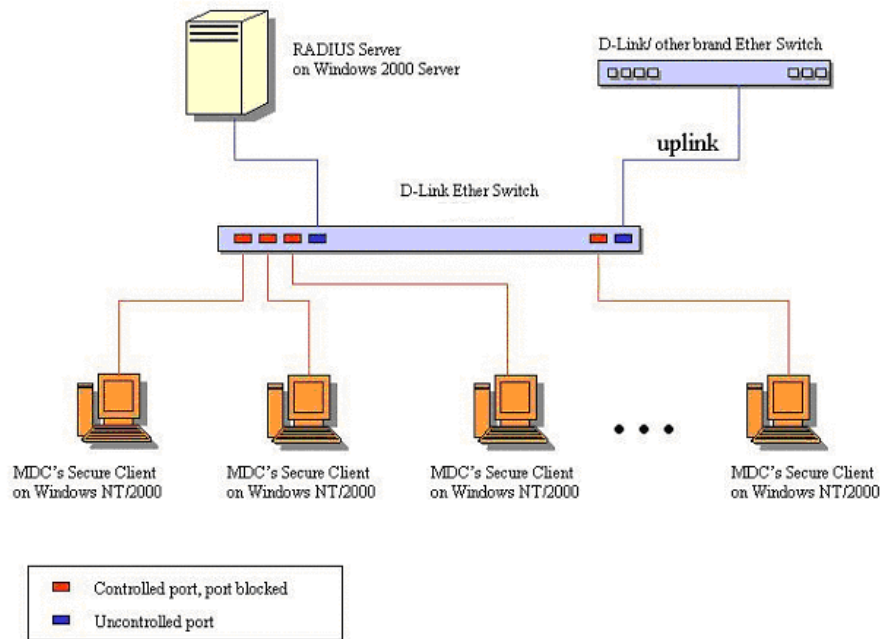 RADIUS Server
on Windows 2000 Server
D-Link/ other brand Ether Switch
uplink
D-Link Ether Switch
MDC's Secure Client
on Windows NT/2000
MDC's Secure Client
on Windows NT/2000
MDC's Secure Client
on Windows NT/2000
MDC's Secure Client
on Windows NT/2000
Controlled port, port blocked
Uncontrolled port